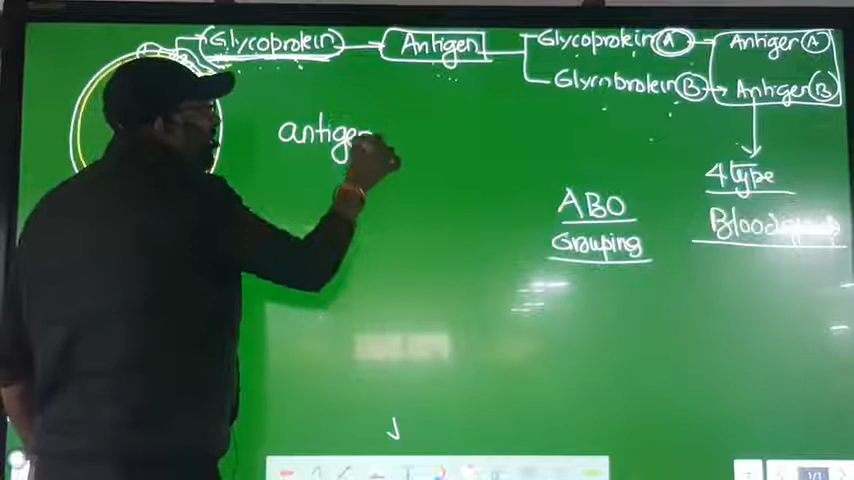 Glycoprotein Antigen Glycoprotein A Antigen A
Glycoprotein B Antigen B
antigen
4 type
ABO
Grouping